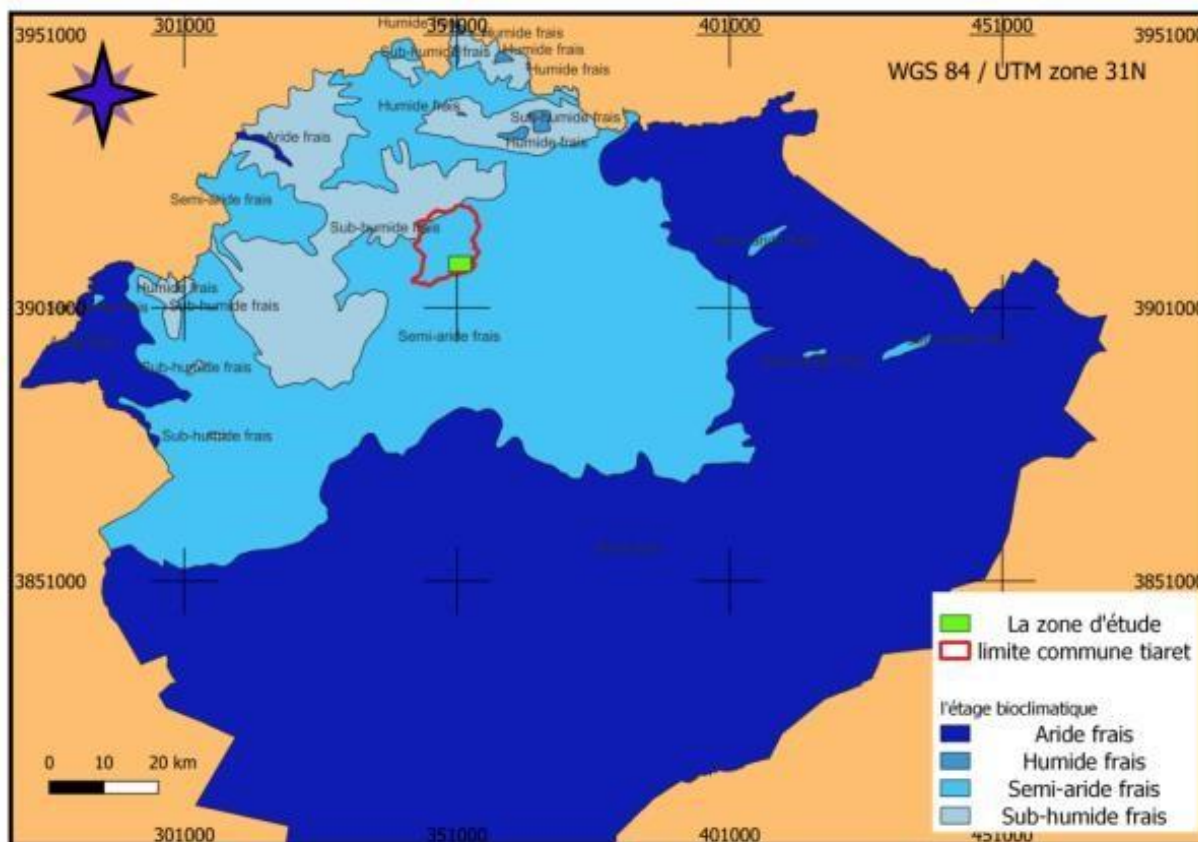 301000 351000 401000 451000
3951000 3951000
WGS 84 / UTM zone 31N
Humide
Humide frais
Sub-humide frais
Humide frais
Humide frais
Humide frais
Sub-humide frais
Humide frais
Aride frais
Semi-aride frais
Sub-humide frais
Humide frais
Sub-humide frais
3901000 3901000
Semi-aride frais
Sub-humide frais
Sub-humide frais
3851000 3851000
La zone d'étude
limite commune tiaret
l'étage bioclimatique
Aride frais
Humide frais
Semi-aride frais
Sub-humide frais
0 10 20 km
301000 351000 401000 451000